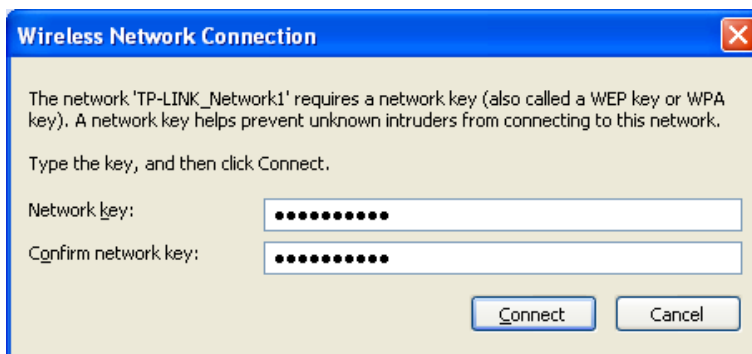 Wireless Network Connection
The network 'TP-LINK_Network1' requires a network key (also called a WEP key or WPA
key). A network key helps prevent unknown intruders from connecting to this network.
Type the key, and then click Connect.
Network key: ●●●●●●●●●●
Confirm network key: ●●●●●●●●●●
Connect Cancel